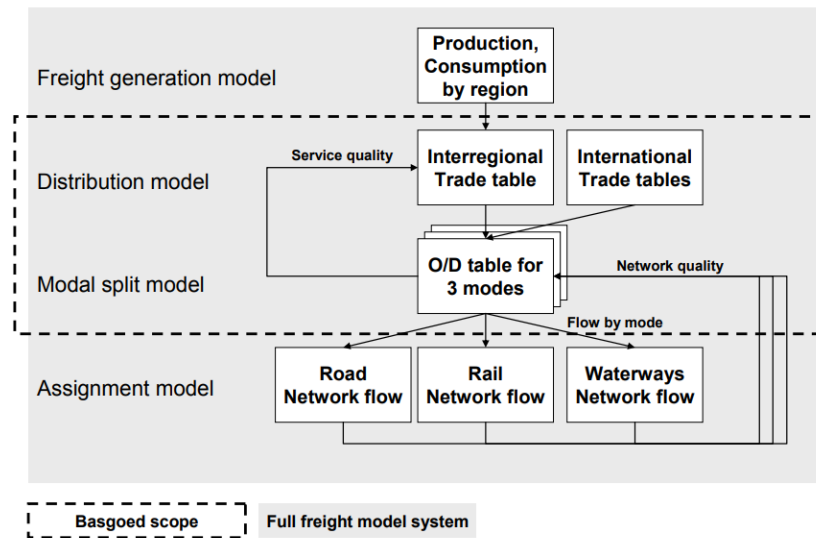 Production,
Consumption
by region
Freight generation model
Service quality
Interregional
Trade table
International
Trade tables
Distribution model
O/D table for
3 modes
Network quality
Modal split model
Flow by mode
Road
Network flow
Rail
Network flow
Waterways
Network flow
Assignment model
Basgoed scope
Full freight model system